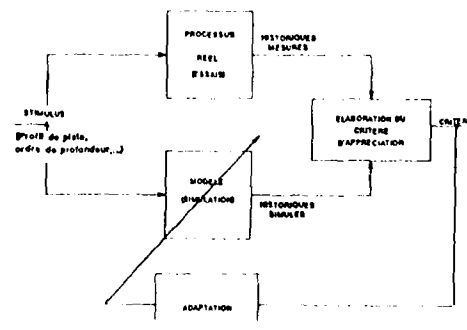 PROCESSUS
REEL
(ESSAIS)
HISTORIQUES
MESURES
STIMULUS
(Profil de piste,
ordre de profondeur,...)
ELABORATION DU
CRITERE
D'APPRECIATION
CRITER
MODELE
(SIMULATION)
HISTORIQUES
SIMULES
ADAPTATION